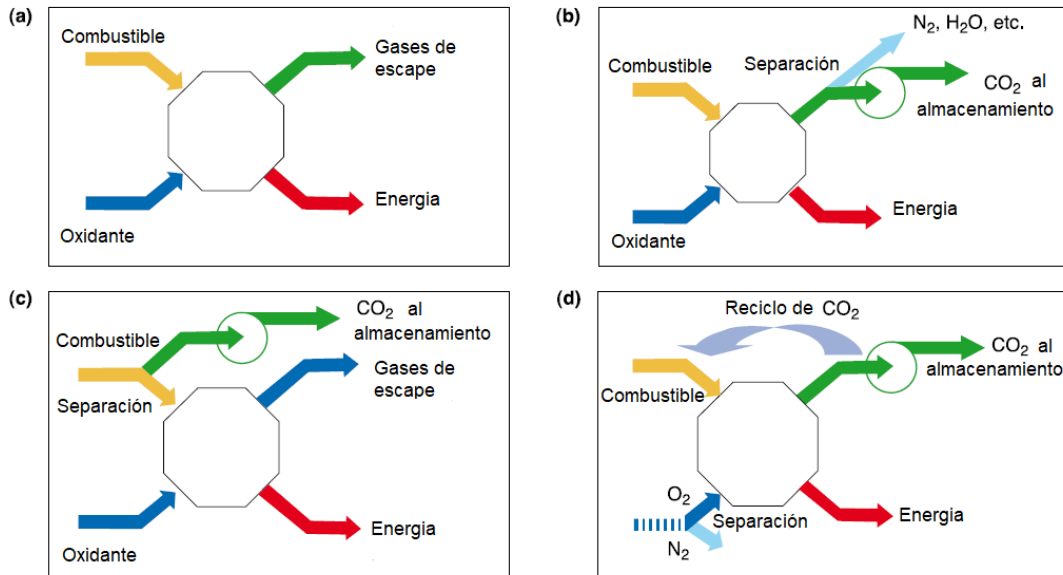 (a)
Combustible
Gases de
escape
Energia
Oxidante
(b)
N₂, H₂O, etc.
Separación
Combustible
CO₂ al
almacenamiento
Energia
Oxidante
(c)
CO₂ al
almacenamiento
Combustible
Gases de
escape
Separación
Energia
Oxidante
(d)
Reciclo de CO₂
CO₂ al
almacenamiento
Combustible
O₂
Separación
Energia
N₂